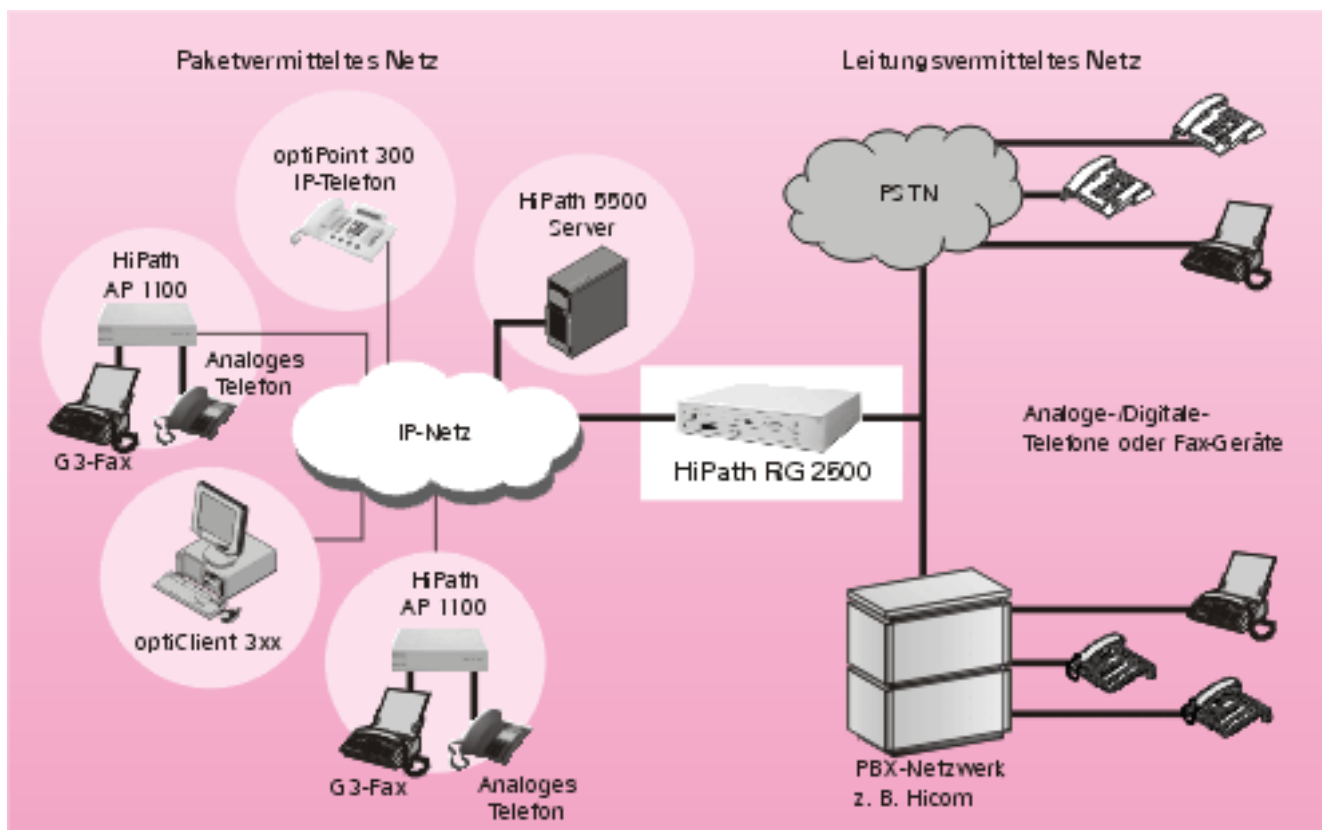 Paketvermitteltes Netz
Leitungsvermitteltes Netz
optiPoint 300
IP-Telefon
HiPath 5500
Server
PSTN
HiPath
AP 1100
Analoges
Telefon
G3-Fax
IP-Netz
HiPath RG 2500
Analoge-/Digitale-
Telefone oder Fax-Geräte
optiClient 3xx
HiPath
AP 1100
G3-Fax
Analoges
Telefon
PBX-Netzwerk
z. B. Hicom